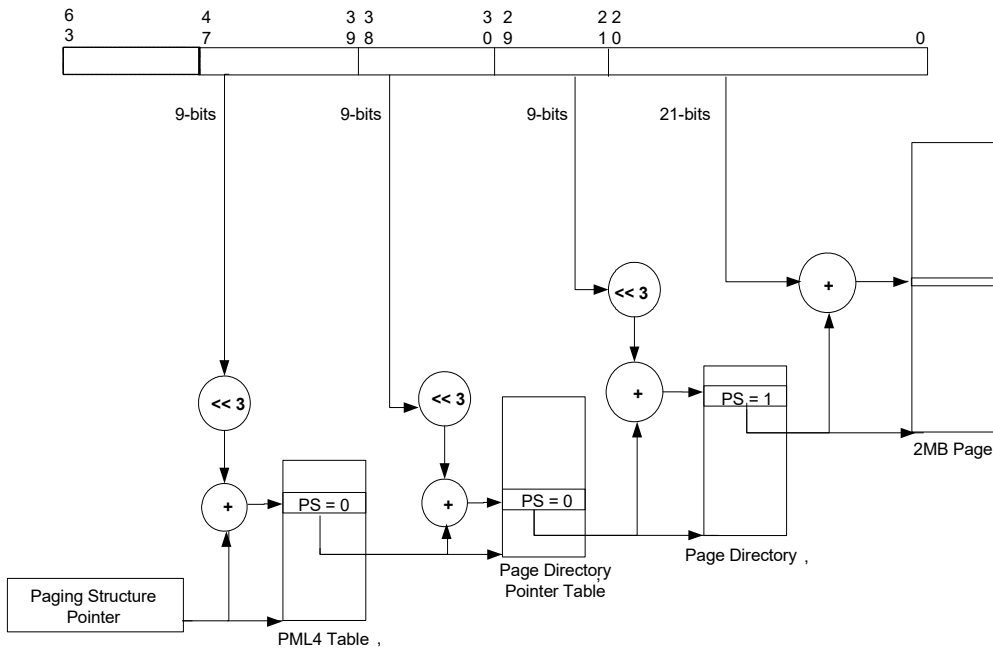 6 4 3 3 3 2 2 2
3 7 9 8 0 9 1 0 0
9-bits 9-bits 9-bits 21-bits
<< 3
+
<< 3
<< 3
+
PS = 1
2MB Page
+
PS = 0
+
PS = 0
Page Directory ,
Page Directory
Pointer Table
,
Paging Structure
Pointer
PML4 Table ,